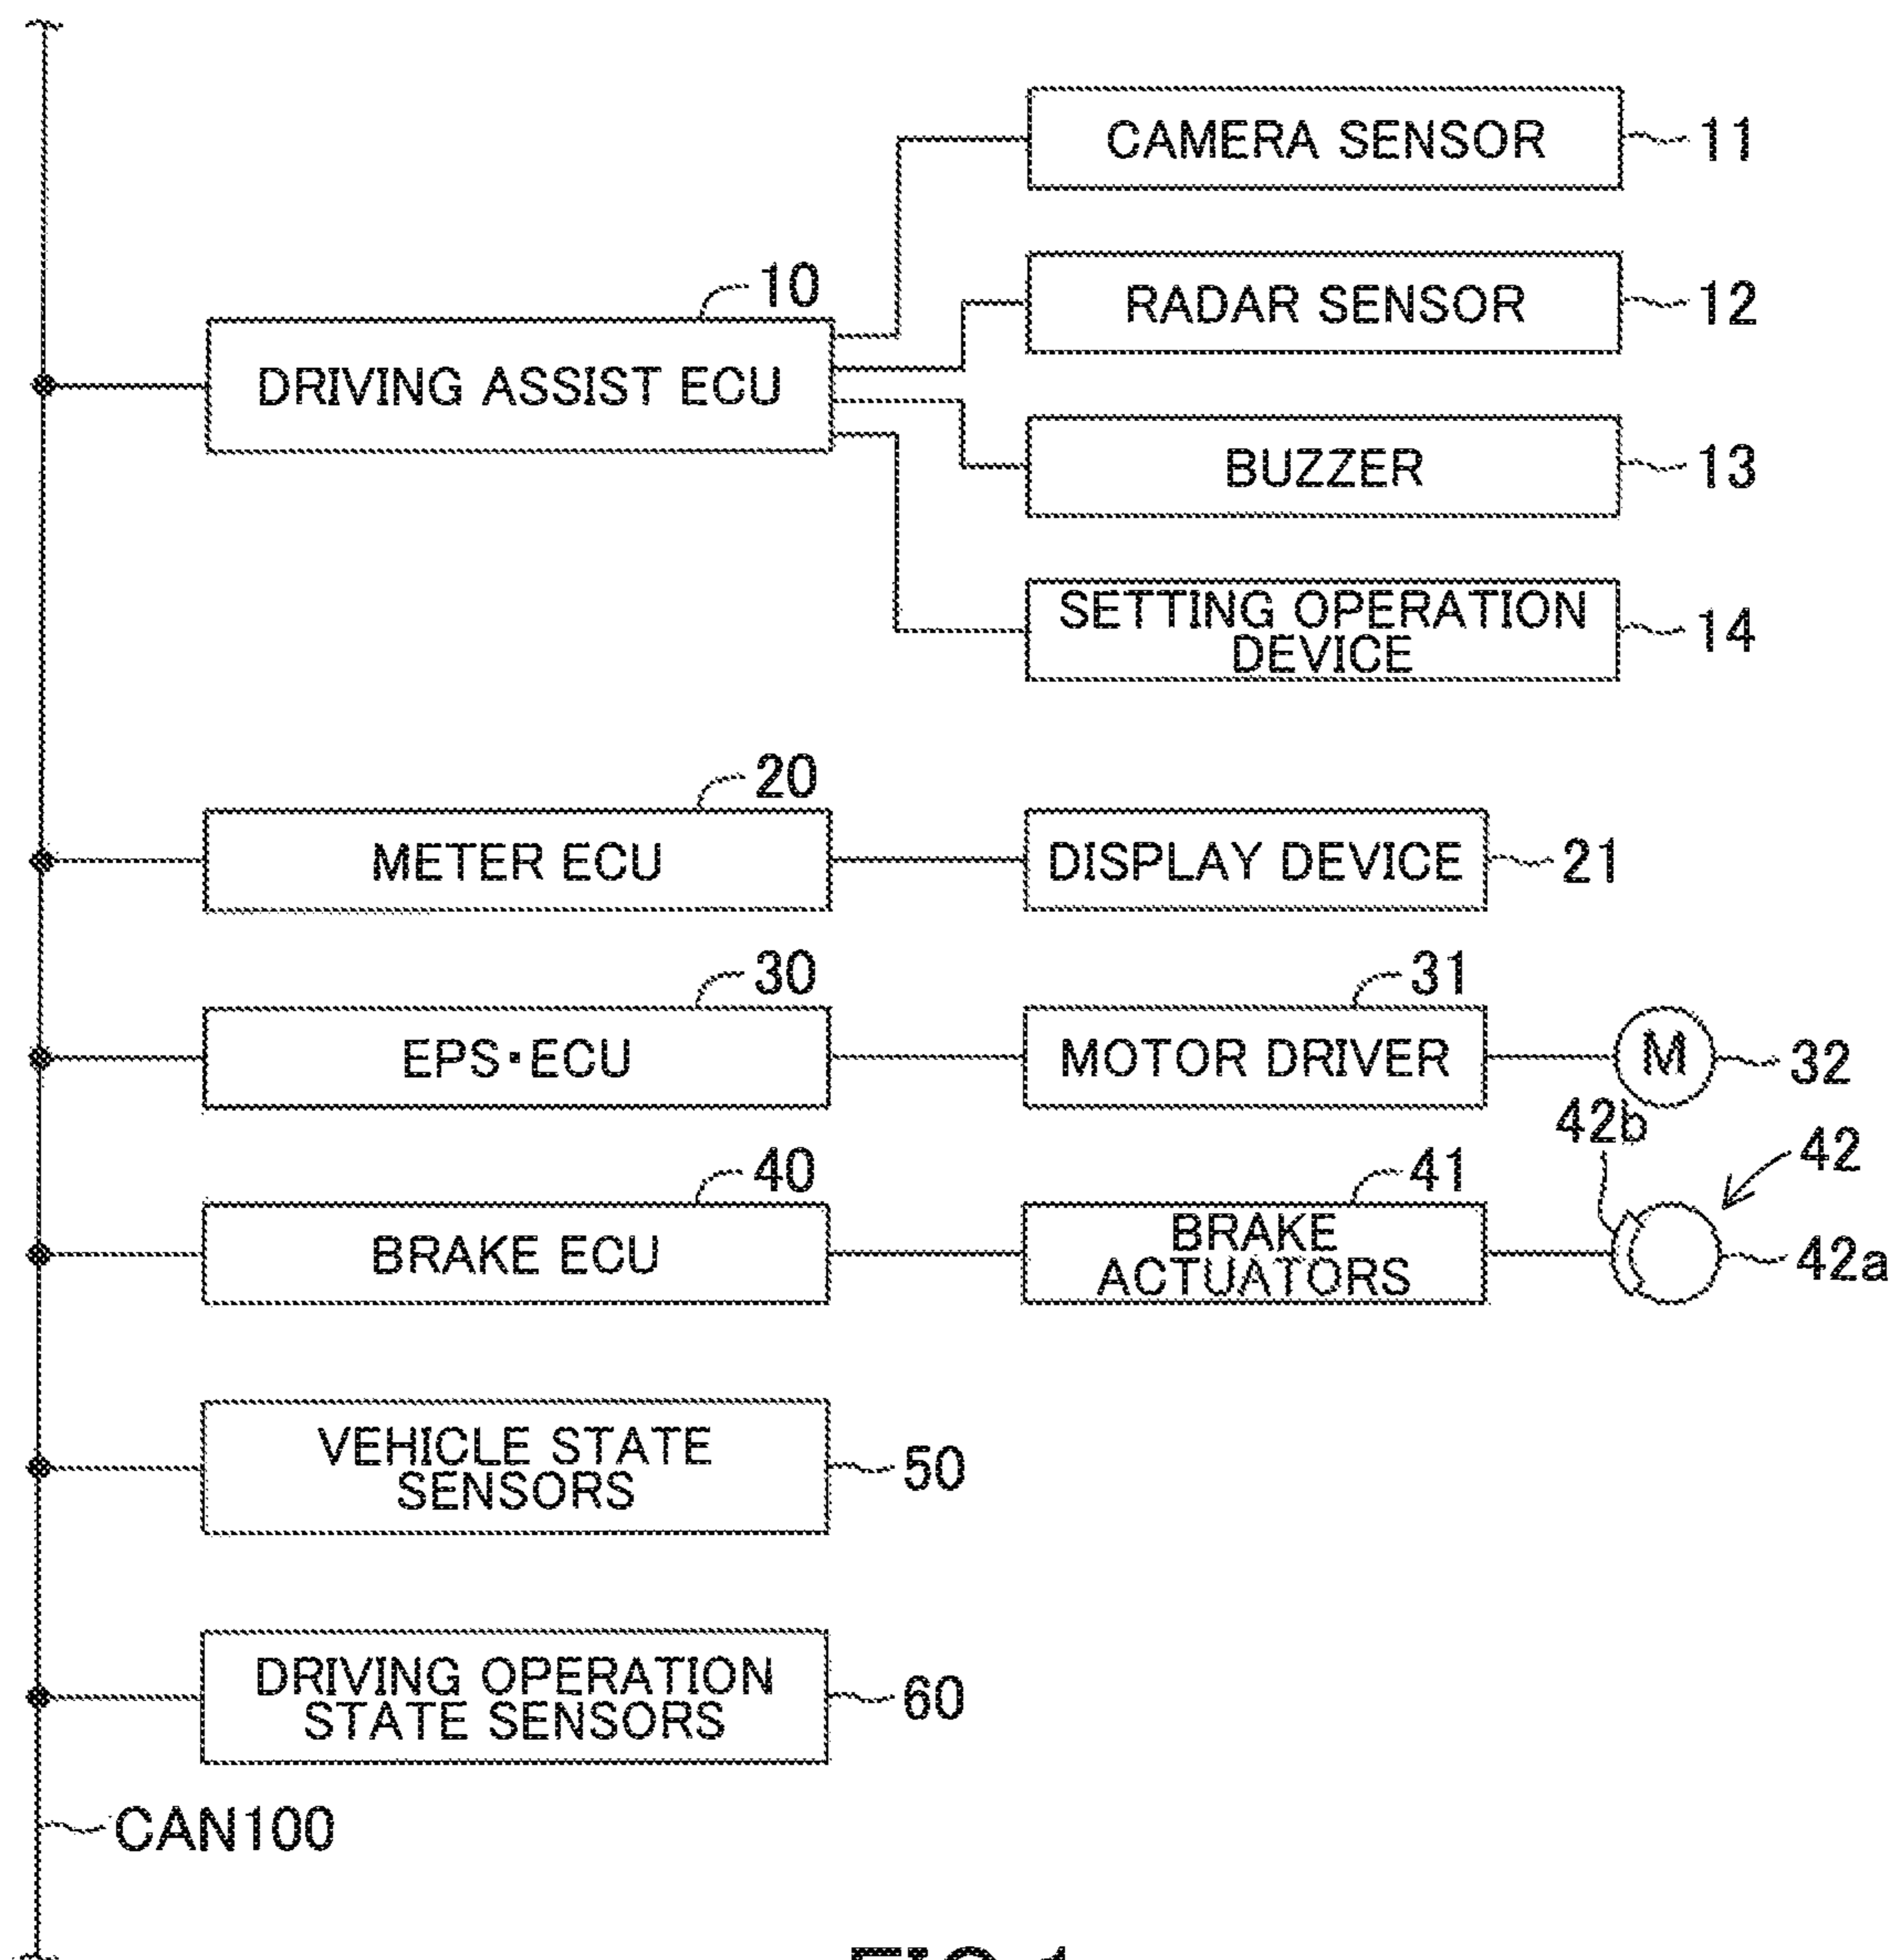 CAMERA SENSOR
11
10
RADAR SENSOR
12
DRIVING ASSIST ECU
BUZZER
13
SETTING OPERATION
DEVICE
14
20
METER ECU
DISPLAY DEVICE
21
30
31
EPS・ECU
MOTOR DRIVER
M
32
42b
42
40
41
BRAKE ECU
BRAKE
ACTUATORS
42a
VEHICLE STATE
SENSORS
50
DRIVING OPERATION
STATE SENSORS
60
CAN100